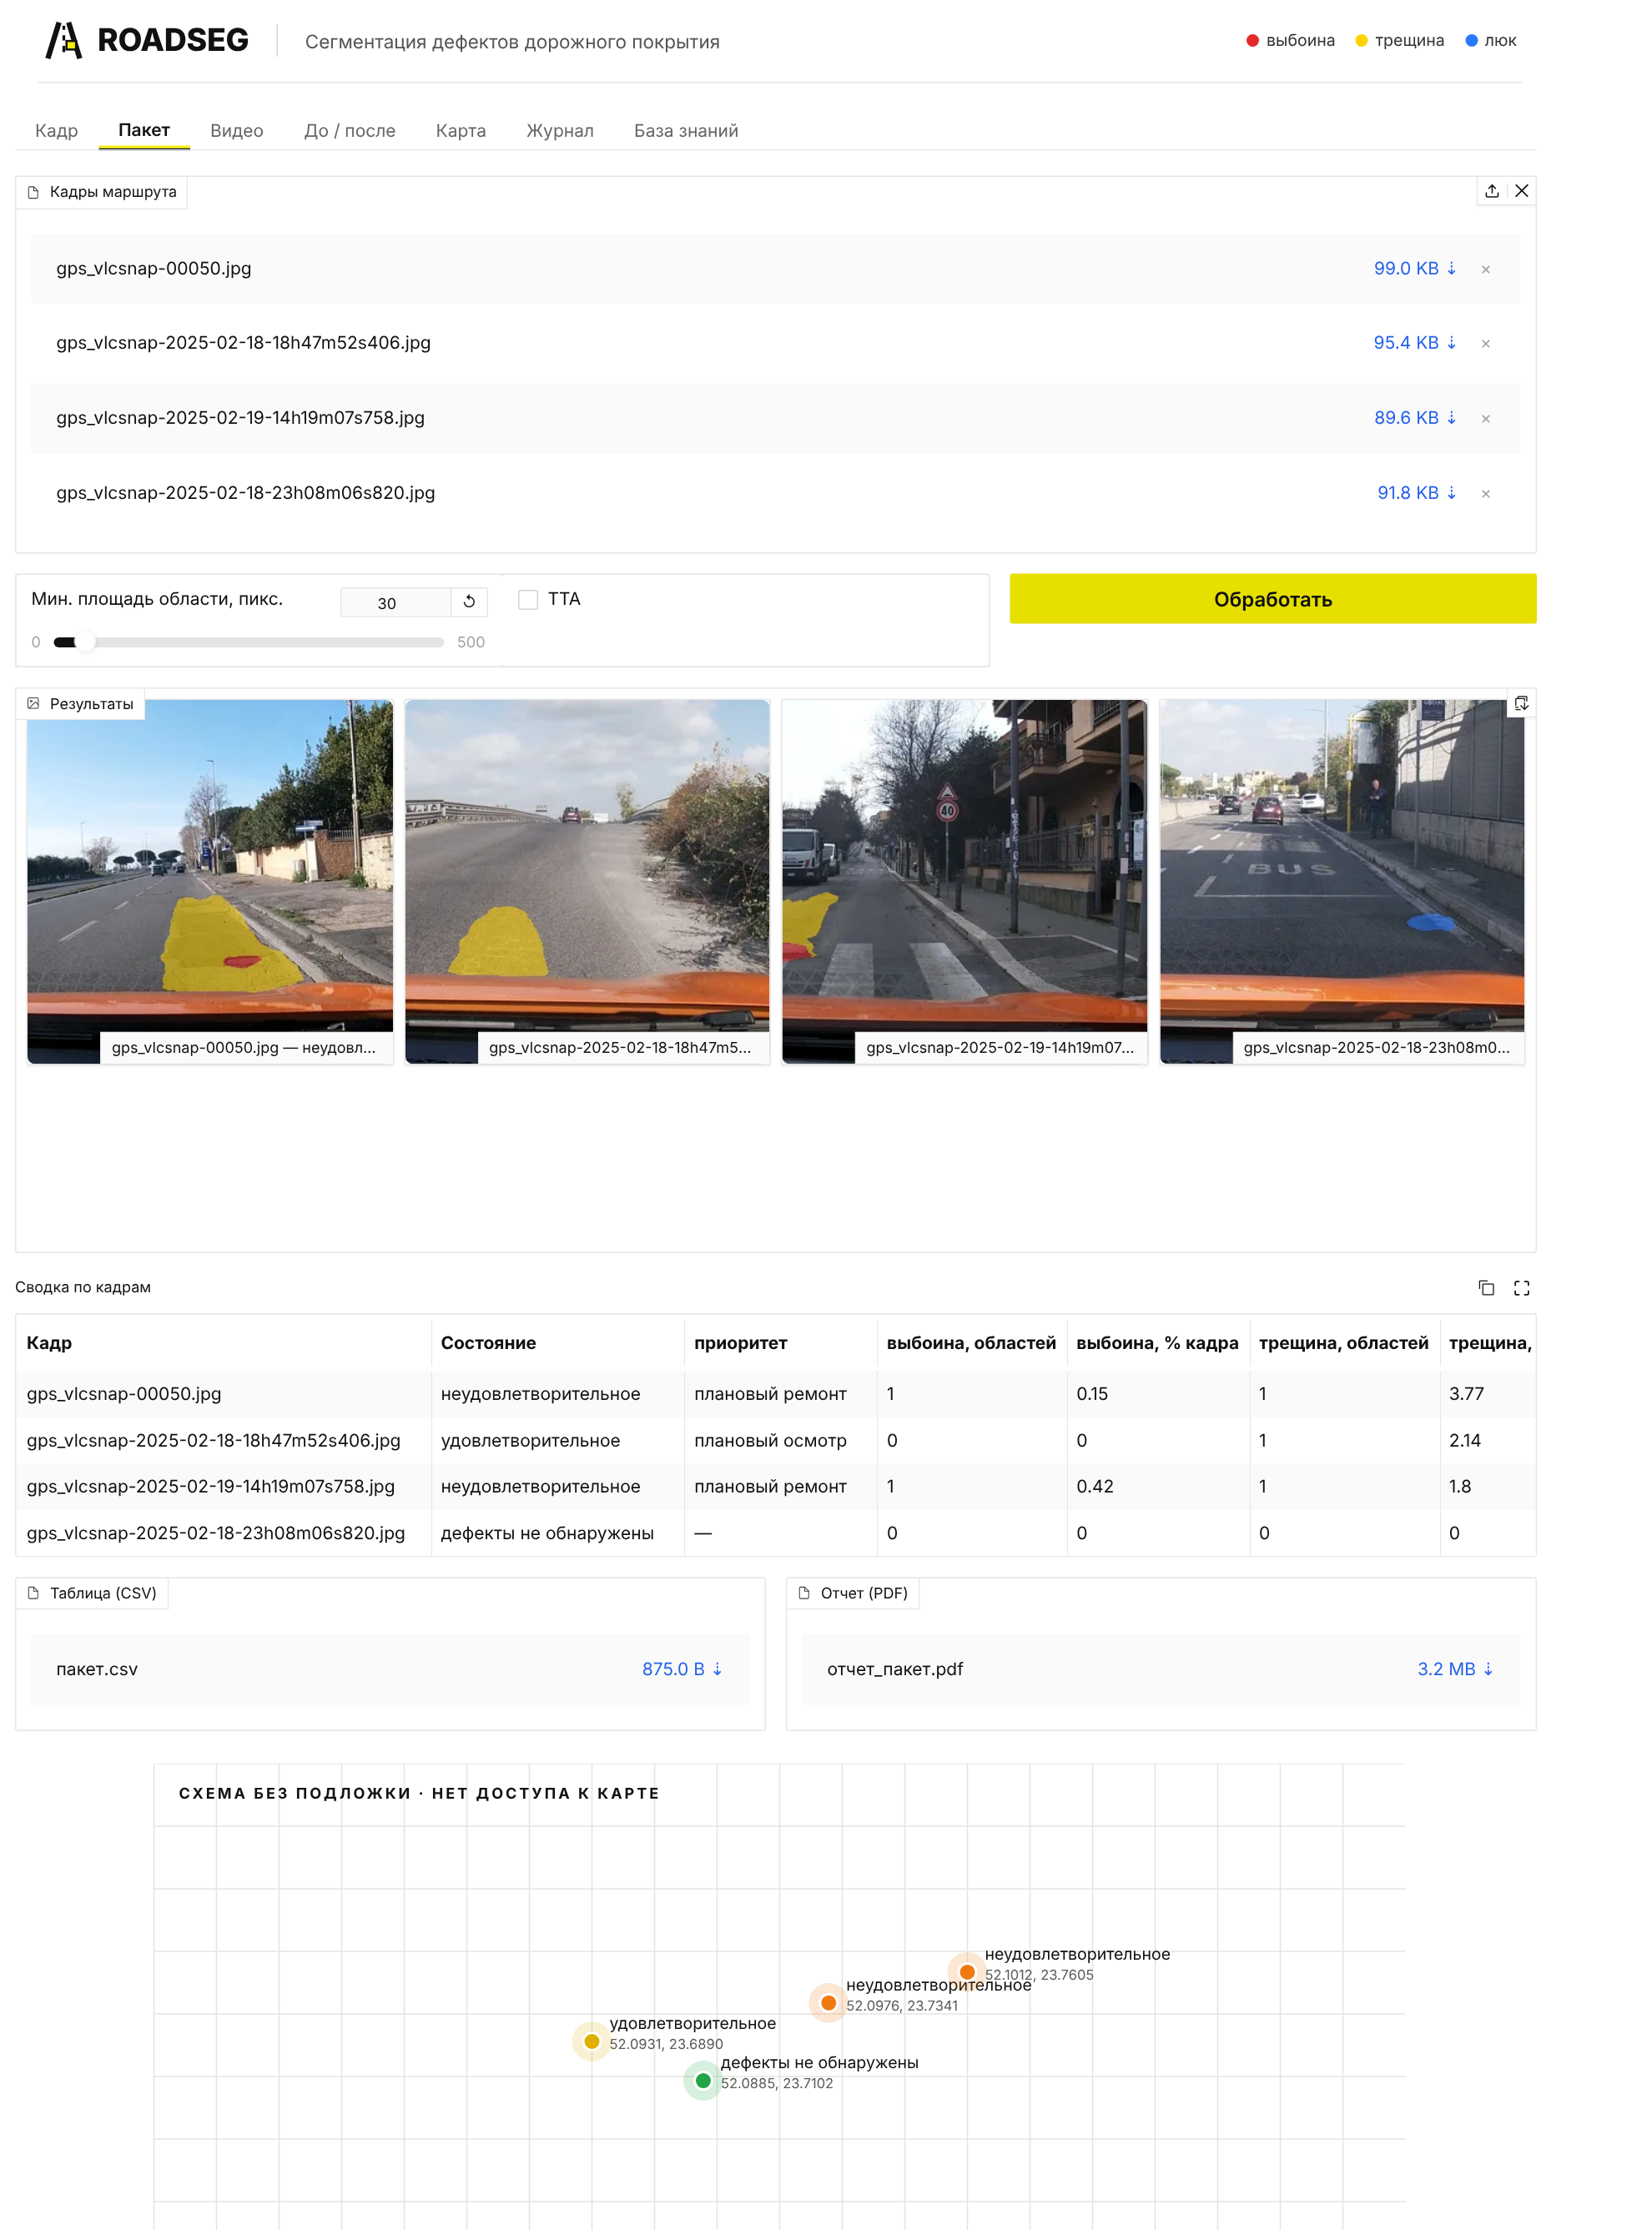 ROADSEG
Сегментация дефектов дорожного покрытия
выбоина трещина люк
Кадр Пакет Видео До / после Карта Журнал База знаний
Кадры маршрута
gps_vlcsnap-00050.jpg 99.0 KB ⇣ ×
gps_vlcsnap-2025-02-18-18h47m52s406.jpg 95.4 KB ⇣ ×
gps_vlcsnap-2025-02-19-14h19m07s758.jpg 89.6 KB ⇣ ×
gps_vlcsnap-2025-02-18-23h08m06s820.jpg 91.8 KB ⇣ ×
Мин. площадь области, пикс. 30
TTA
Обработать
0 500
Результаты
40
BUS
gps_vlcsnap-00050.jpg — неудовл...
gps_vlcsnap-2025-02-18-18h47m5...
gps_vlcsnap-2025-02-19-14h19m07...
gps_vlcsnap-2025-02-18-23h08m0...
Сводка по кадрам
Кадр Состояние приоритет выбоина, областей выбоина, % кадра трещина, областей трещина,
gps_vlcsnap-00050.jpg неудовлетворительное плановый ремонт 1 0.15 1 3.77
gps_vlcsnap-2025-02-18-18h47m52s406.jpg удовлетворительное плановый осмотр 0 0 1 2.14
gps_vlcsnap-2025-02-19-14h19m07s758.jpg неудовлетворительное плановый ремонт 1 0.42 1 1.8
gps_vlcsnap-2025-02-18-23h08m06s820.jpg дефекты не обнаружены — 0 0 0 0
Таблица (CSV)
Отчет (PDF)
пакет.csv 875.0 B ⇣
отчет_пакет.pdf 3.2 MB ⇣
СХЕМА БЕЗ ПОДЛОЖКИ · НЕТ ДОСТУПА К КАРТЕ
неудовлетворительное
52.1012, 23.7605
неудовлетворительное
52.0976, 23.7341
удовлетворительное
52.0931, 23.6890
дефекты не обнаружены
52.0885, 23.7102